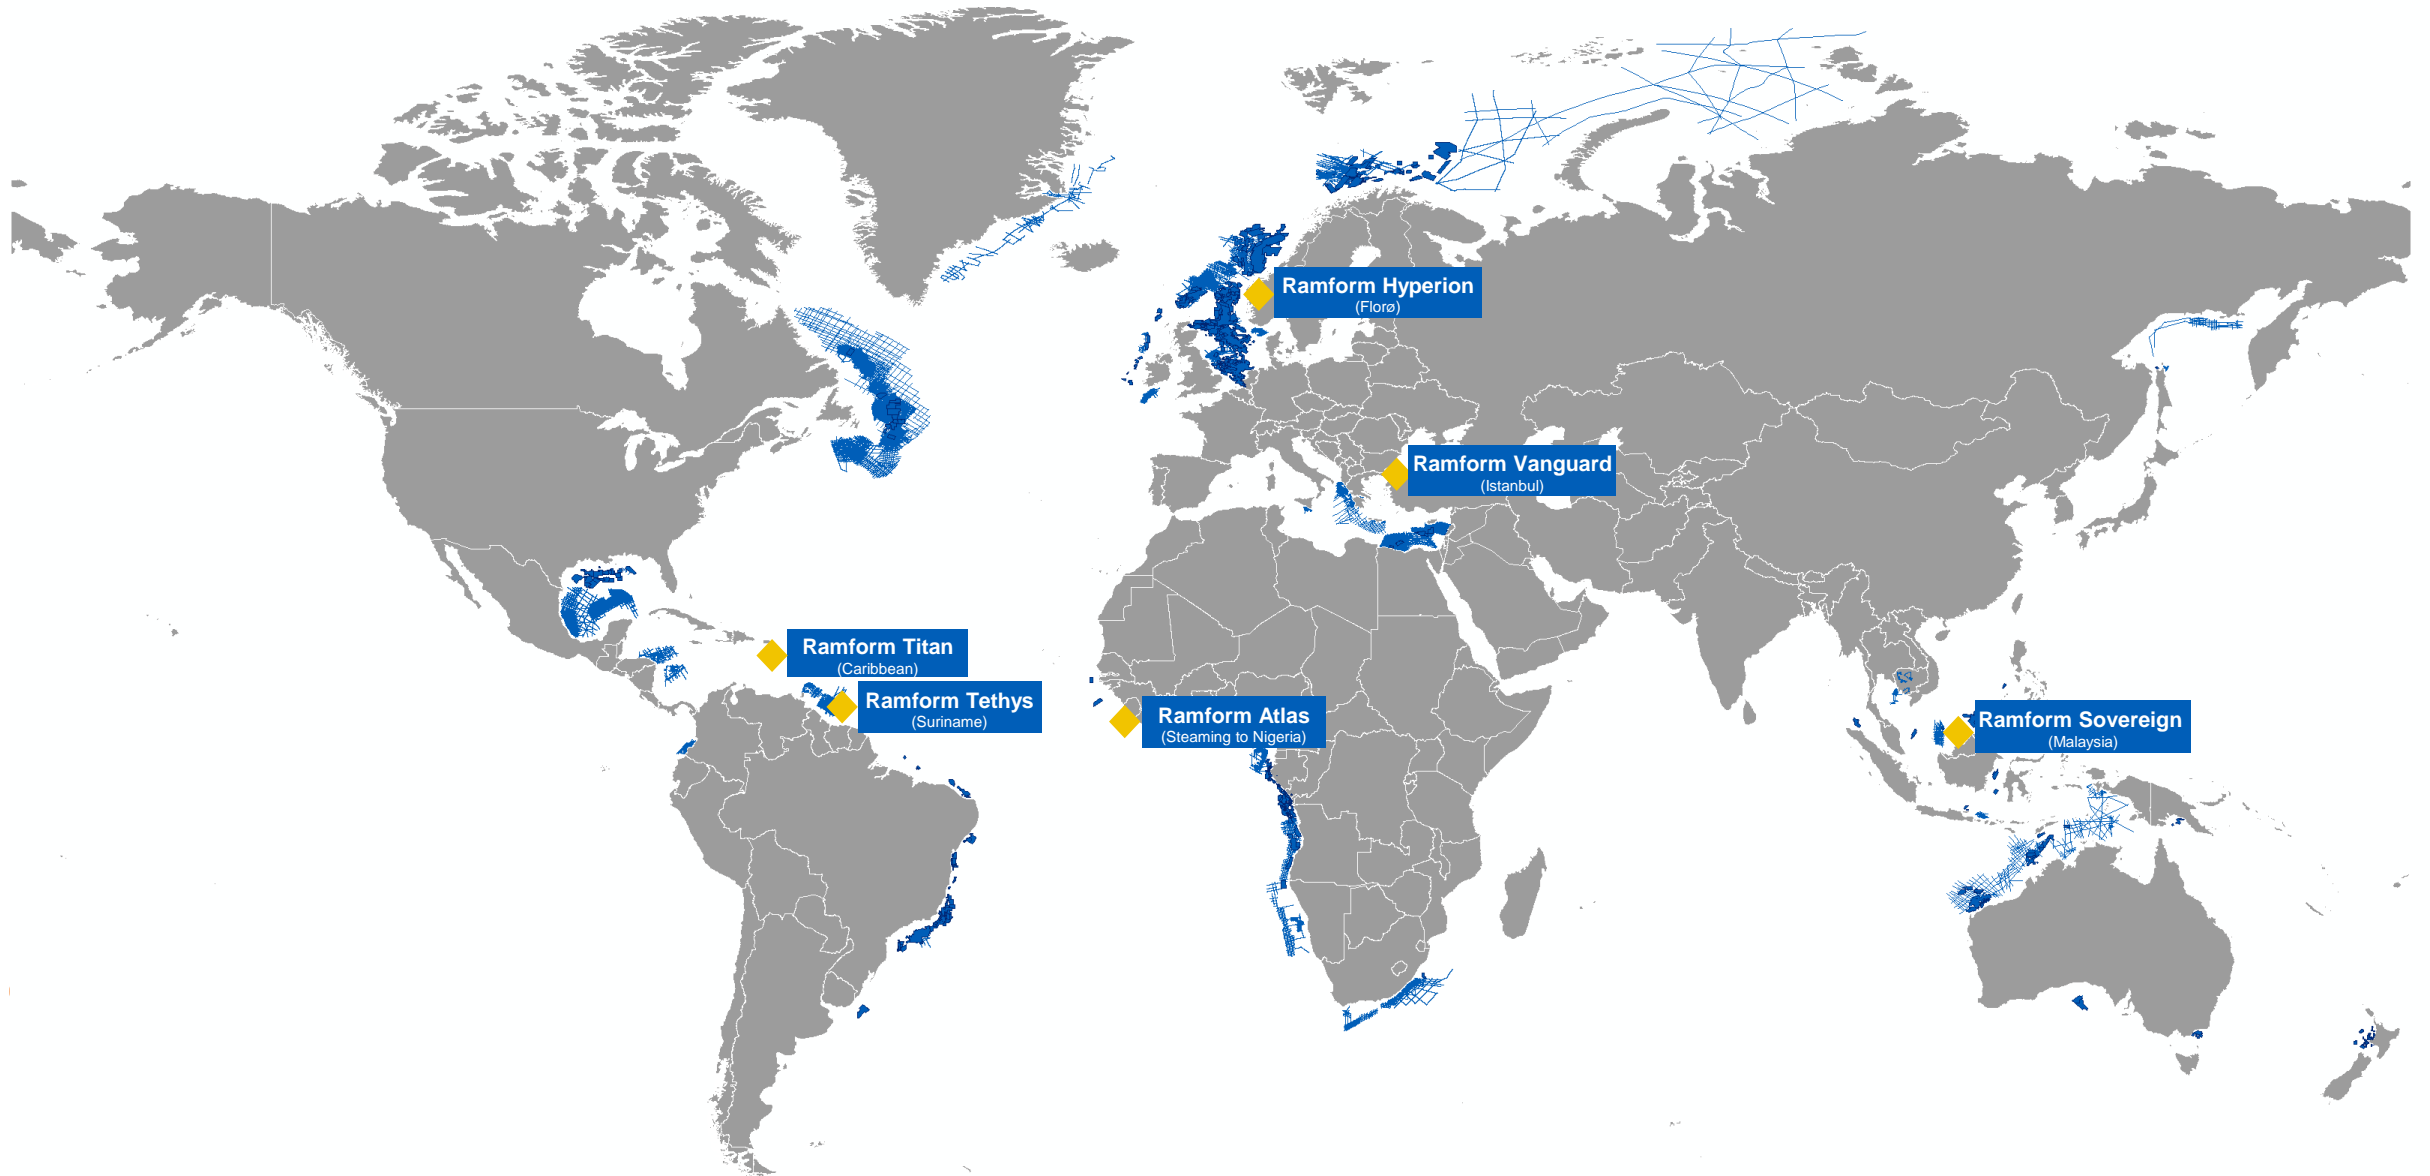 Ramform Hyperion
(Florø)
Ramform Vanguard
(Istanbul)
Ramform Titan
(Caribbean)
Ramform Tethys
(Suriname)
Ramform Atlas
(Steaming to Nigeria)
Ramform Sovereign
(Malaysia)